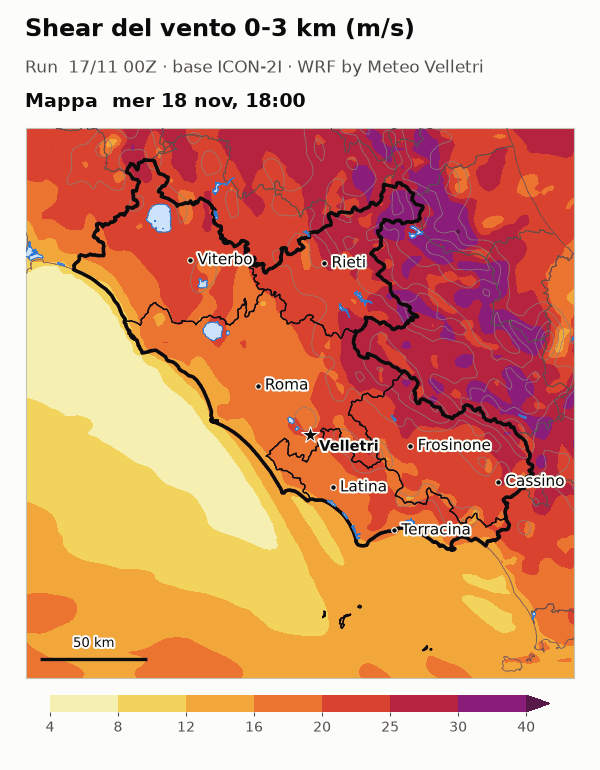 Shear del vento 0-3 km (m/s)
Run  17/11 00Z · base ICON-2I · WRF by Meteo Velletri
Mappa  mer 18 nov, 18:00
Viterbo
Rieti
Roma
Velletri
Frosinone
Latina
Cassino
Terracina
50 km
4 8 12 16 20 25 30 40